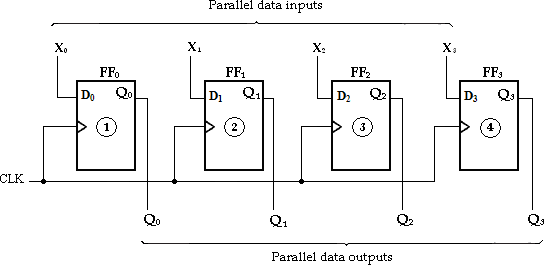 Parallel data inputs
X₀ X₁ X₂ X₃
FF₀ FF₁ FF₂ FF₃
D₀ Q₀ D₁ Q₁ D₂ Q₂ D₃ Q₃
1 2 3 4
CLK
Q₀ Q₁ Q₂ Q₃
Parallel data outputs